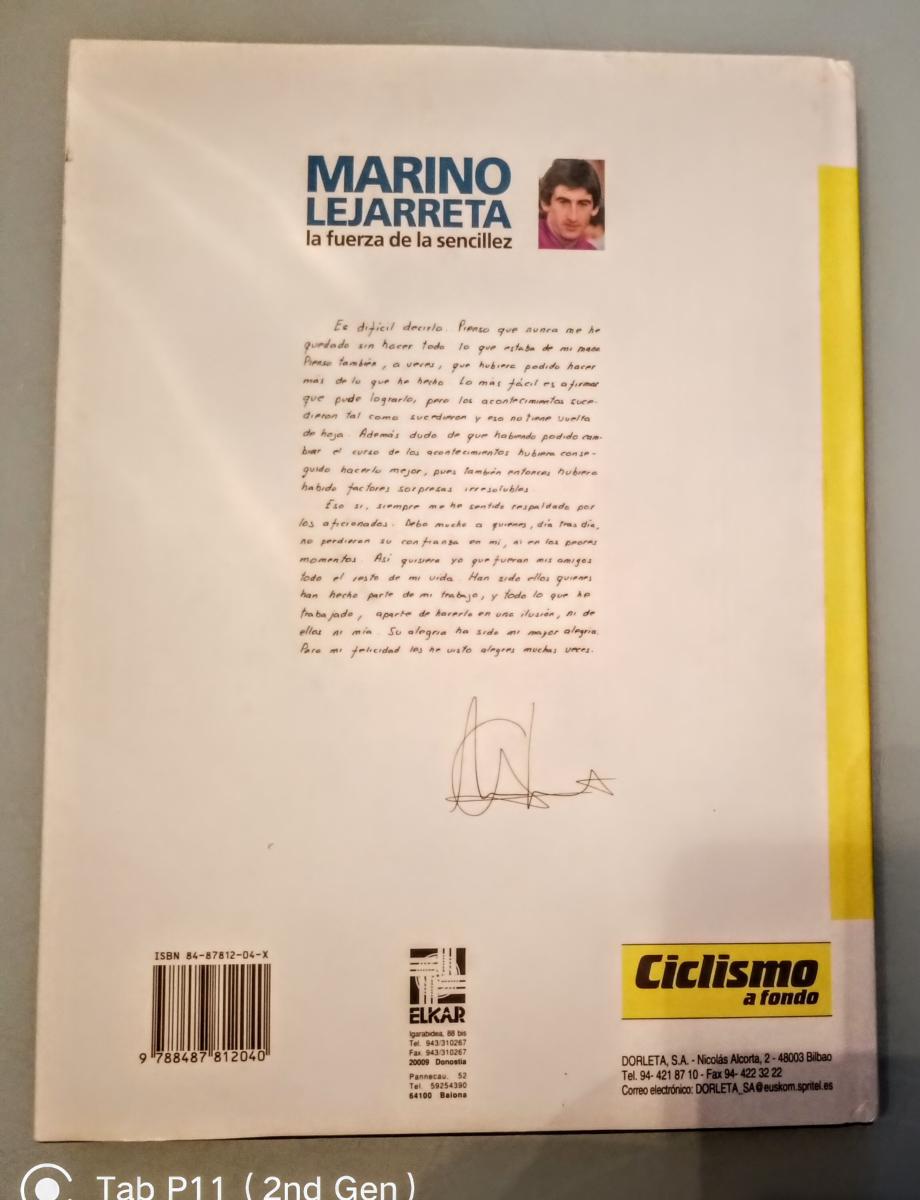 MARINO
LEJARRETA
la fuerza de la sencillez
Es difícil decirlo. Pienso que nunca me he
quedado sin hacer todo lo que estaba de mi mano
Pienso también, a veces, que hubiera podido hacer
más de lo que he hecho. Lo más fácil es afirmar
que pude lograrlo, pero los acontecimientos suce-
dieron tal como sucedieron y eso no tiene vuelta
de hoja. Además dudo de que habiendo podido cam-
biar el curso de los acontecimientos hubiera conse-
guido hacerlo mejor, pues también entonces hubiera
habido factores sorpresas irresolubles.
Eso si, siempre me he sentido respaldado por
los aficionados. Debo mucho a quienes, día tras día,
no perdieron su confianza en mi, ni en los peores
momentos. Así quisiera yo que fueran mis amigos
todo el resto de mi vida. Han sido ellos quienes
han hecho parte de mi trabajo, y todo lo que he
trabajado, aparte de hacerlo en una ilusión, ni de
ellos ni mía. Su alegria ha sido mi mayor alegria.
Para mi felicidad les he visto alegres muchas veces.
ISBN 84-87812-04-X
9 788487 812040
ELKAR
Igarabidea, 88 bis
Tel. 943/310267
Fax. 943/310267
20009 Donostia
Pannecau. 52
Tel. 59254390
64100 Baiona
Ciclismo
a fondo
DORLETA, S.A. - Nicolás Alcorta, 2 - 48003 Bilbao
Tel. 94- 421 87 10 - Fax 94- 422 32 22
Correo electrónico: DORLETA_SA@euskom.spritel.es
Tab P11 (2nd Gen)